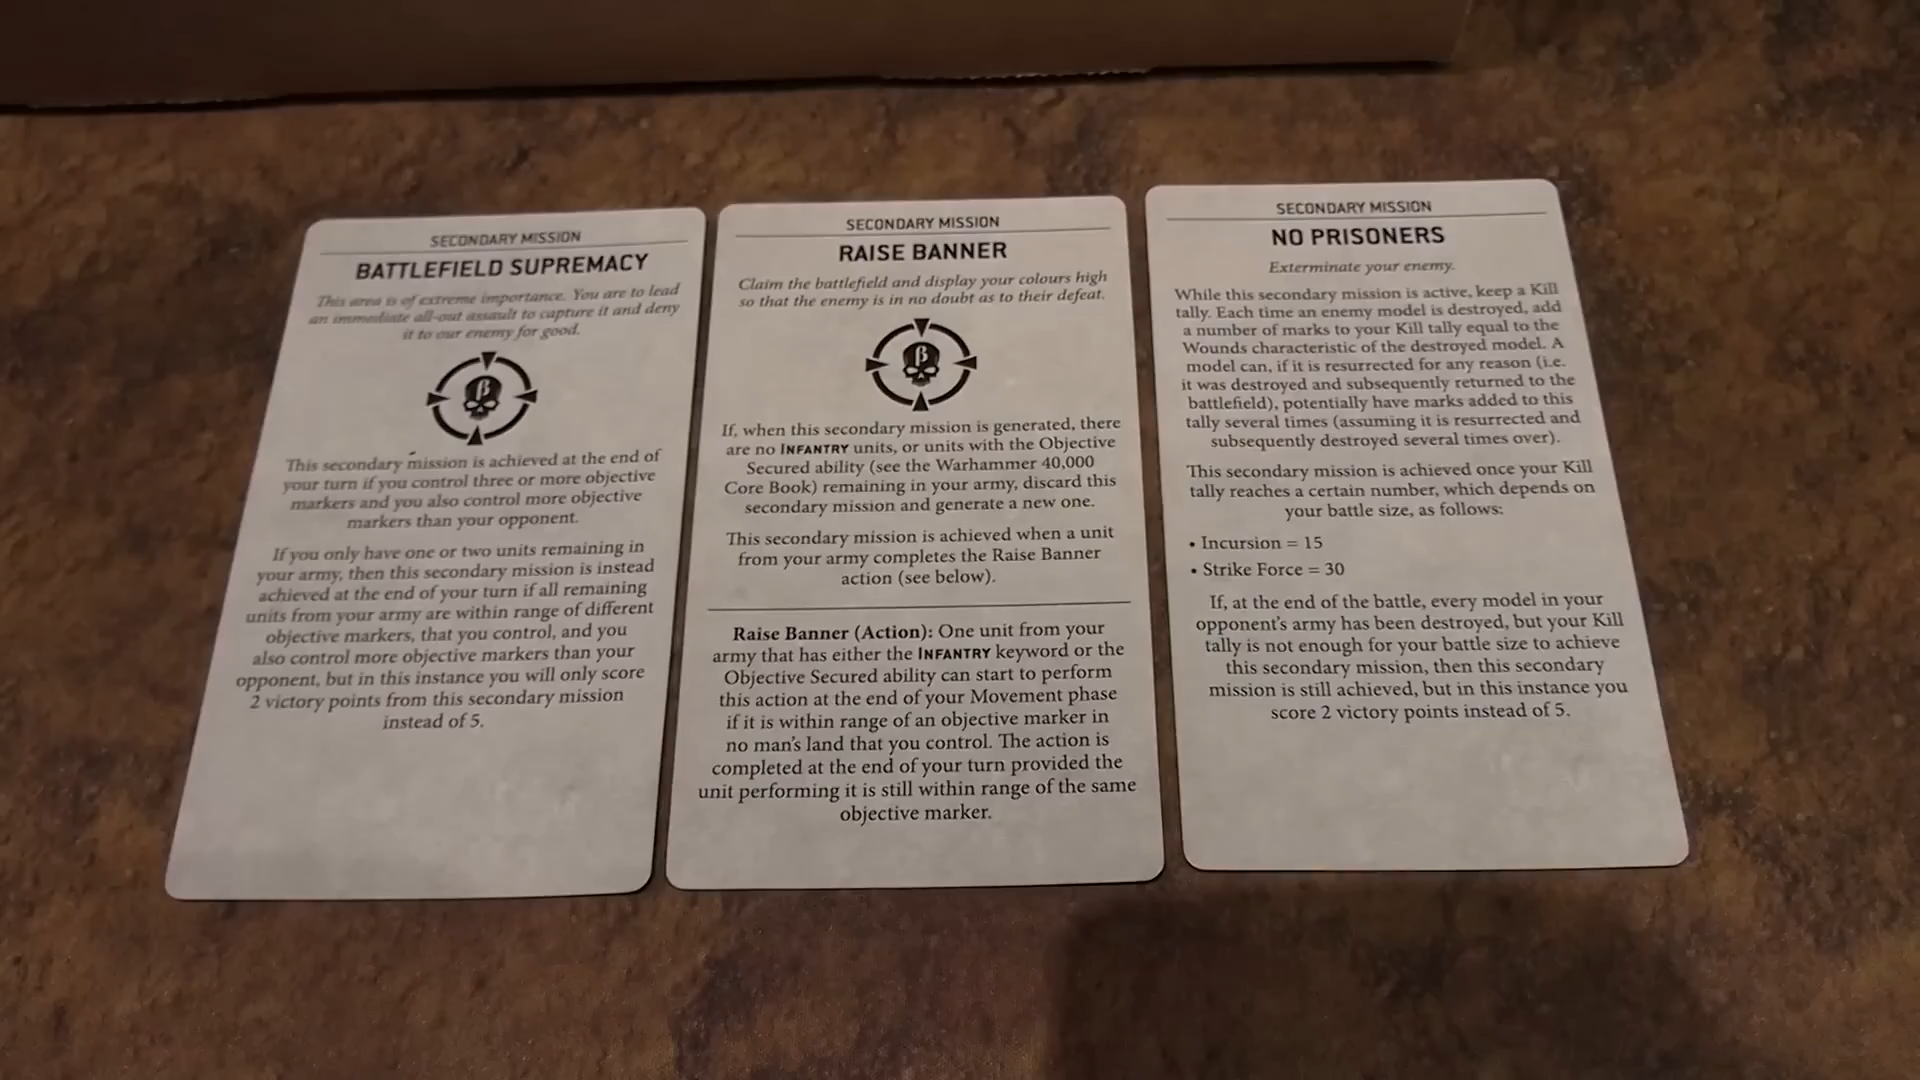 SECONDARY MISSION
BATTLEFIELD SUPREMACY
This area is of extreme importance. You are to lead
an immediate all-out assault to capture it and deny
it to our enemy for good.
β
This secondary mission is achieved at the end of
your turn if you control three or more objective
markers and you also control more objective
markers than your opponent.
If you only have one or two units remaining in
your army, then this secondary mission is instead
achieved at the end of your turn if all remaining
units from your army are within range of different
objective markers, that you control, and you
also control more objective markers than your
opponent, but in this instance you will only score
2 victory points from this secondary mission
instead of 5.
SECONDARY MISSION
RAISE BANNER
Claim the battlefield and display your colours high
so that the enemy is in no doubt as to their defeat.
β
If, when this secondary mission is generated, there
are no INFANTRY units, or units with the Objective
Secured ability (see the Warhammer 40,000
Core Book) remaining in your army, discard this
secondary mission and generate a new one.
This secondary mission is achieved when a unit
from your army completes the Raise Banner
action (see below).
Raise Banner (Action): One unit from your
army that has either the INFANTRY keyword or the
Objective Secured ability can start to perform
this action at the end of your Movement phase
if it is within range of an objective marker in
no man's land that you control. The action is
completed at the end of your turn provided the
unit performing it is still within range of the same
objective marker.
SECONDARY MISSION
NO PRISONERS
Exterminate your enemy.
While this secondary mission is active, keep a Kill
tally. Each time an enemy model is destroyed, add
a number of marks to your Kill tally equal to the
Wounds characteristic of the destroyed model. A
model can, if it is resurrected for any reason (i.e.
it was destroyed and subsequently returned to the
battlefield), potentially have marks added to this
tally several times (assuming it is resurrected and
subsequently destroyed several times over).
This secondary mission is achieved once your Kill
tally reaches a certain number, which depends on
your battle size, as follows:
• Incursion = 15
• Strike Force = 30
If, at the end of the battle, every model in your
opponent's army has been destroyed, but your Kill
tally is not enough for your battle size to achieve
this secondary mission, then this secondary
mission is still achieved, but in this instance you
score 2 victory points instead of 5.